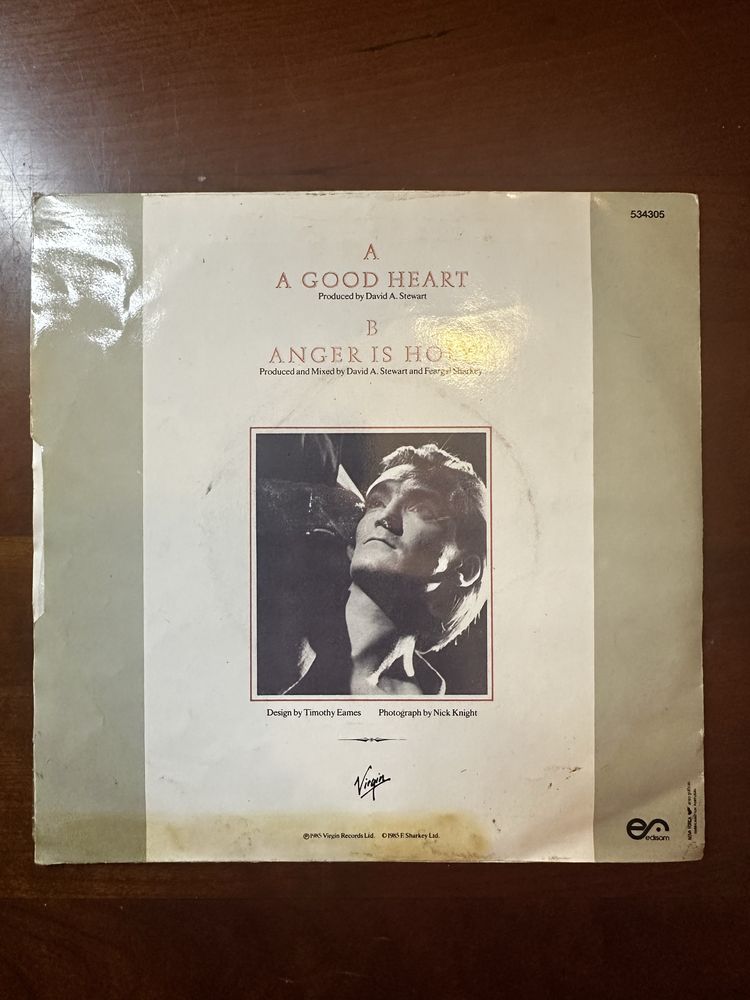 534305
A
A GOOD HEART
Produced by David A. Stewart
B
ANGER IS
Produced and Mixed by David A. Stewart and Feargal Sharkey
Design by Timothy Eames Photograph by Nick Knight
Virgin
℗1985 Virgin Records Ltd. ©1985 F. Sharkey Ltd.
edisom